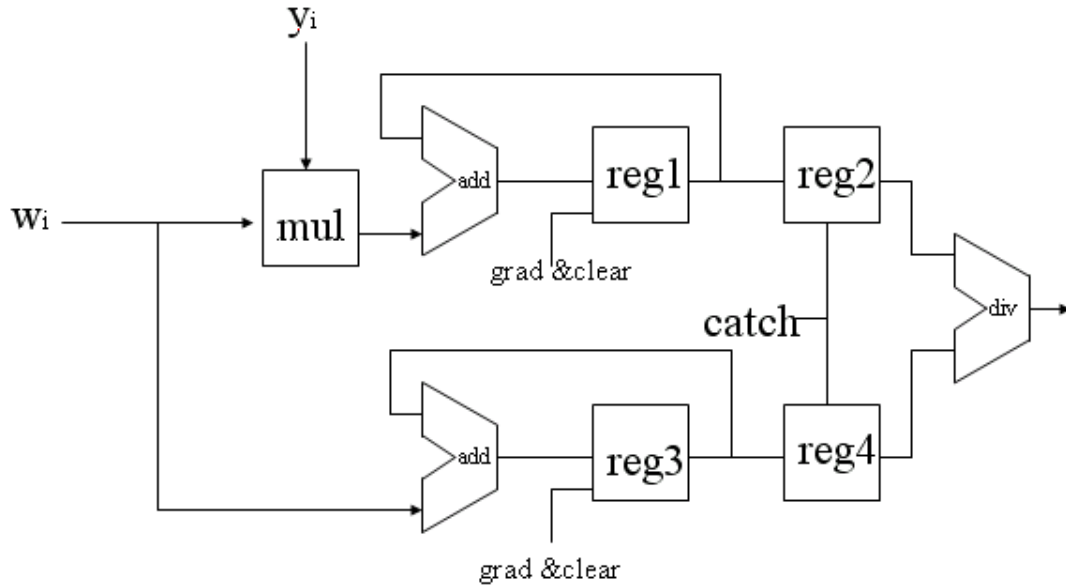 yi
add
reg1
reg2
wi
mul
grad &clear
catch
div
add
reg3
reg4
grad &clear